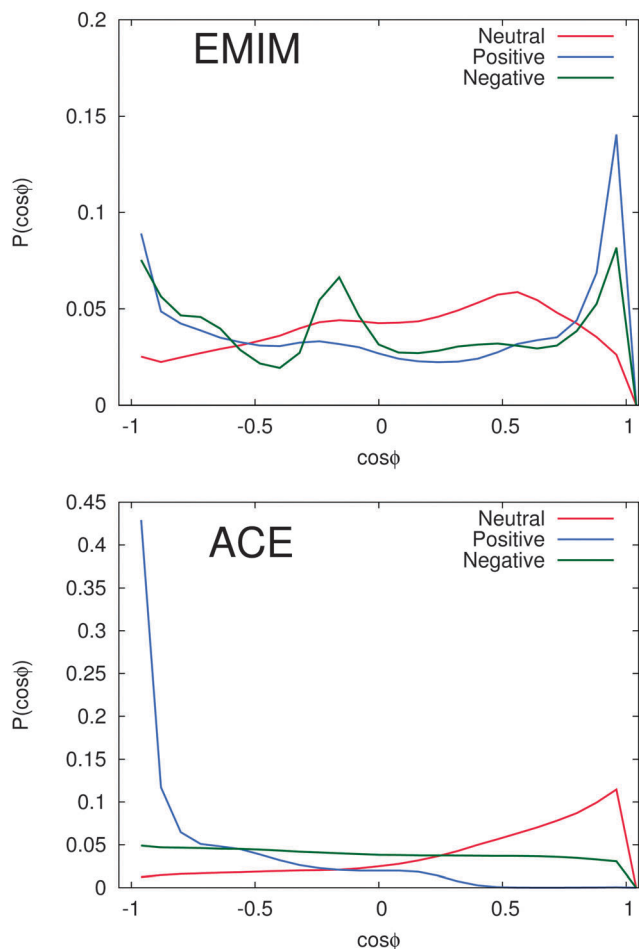 EMIM
Neutral
Positive
Negative
0.2
0.15
0.1
0.05
0
P(cosϕ)
-1 -0.5 0 0.5 1
cosϕ
ACE
Neutral
Positive
Negative
0.45
0.4
0.35
0.3
0.25
0.2
0.15
0.1
0.05
0
P(cosϕ)
-1 -0.5 0 0.5 1
cosϕ